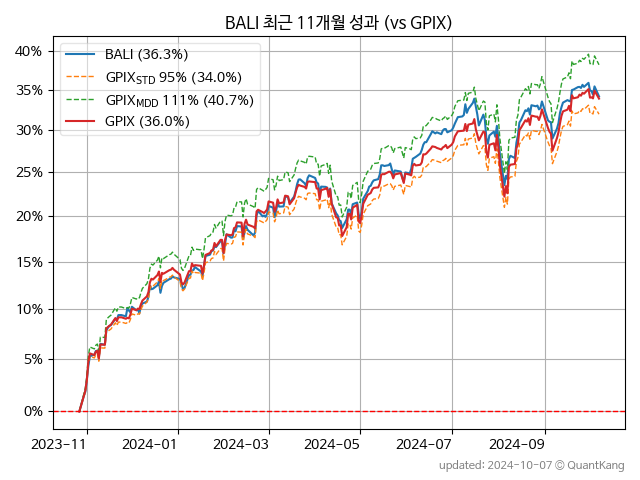 BALI 최근 11개월 성과 (vs GPIX)
BALI (36.3%)
GPIX_STD 95% (34.0%)
GPIX_MDD 111% (40.7%)
GPIX (36.0%)
40%
35%
30%
25%
20%
15%
10%
5%
0%
2023-11 2024-01 2024-03 2024-05 2024-07 2024-09
updated: 2024-10-07 © QuantKang